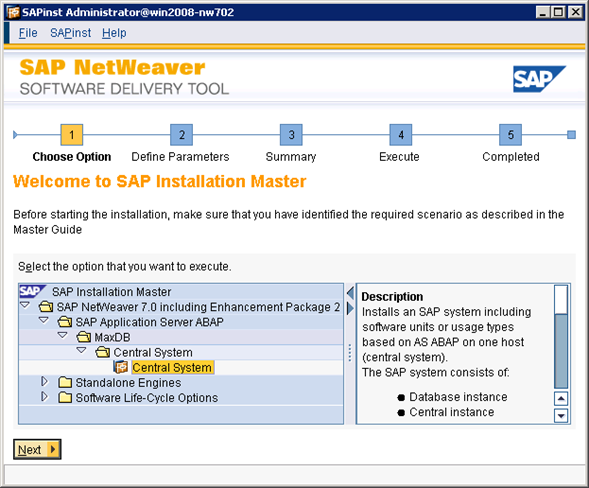 SAPinst Administrator@win2008-nw702
File SAPinst Help
SAP NetWeaver
SOFTWARE DELIVERY TOOL
SAP
1 2 3 4 5
Choose Option Define Parameters Summary Execute Completed
Welcome to SAP Installation Master
Before starting the installation, make sure that you have identified the required scenario as described in the
Master Guide
Select the option that you want to execute.
SAP SAP Installation Master
SAP NetWeaver 7.0 including Enhancement Package 2
SAP Application Server ABAP
MaxDB
Central System
Central System
Standalone Engines
Software Life-Cycle Options
Description
Installs an SAP system including
software units or usage types
based on AS ABAP on one host
(central system).
The SAP system consists of:
● Database instance
● Central instance
Next